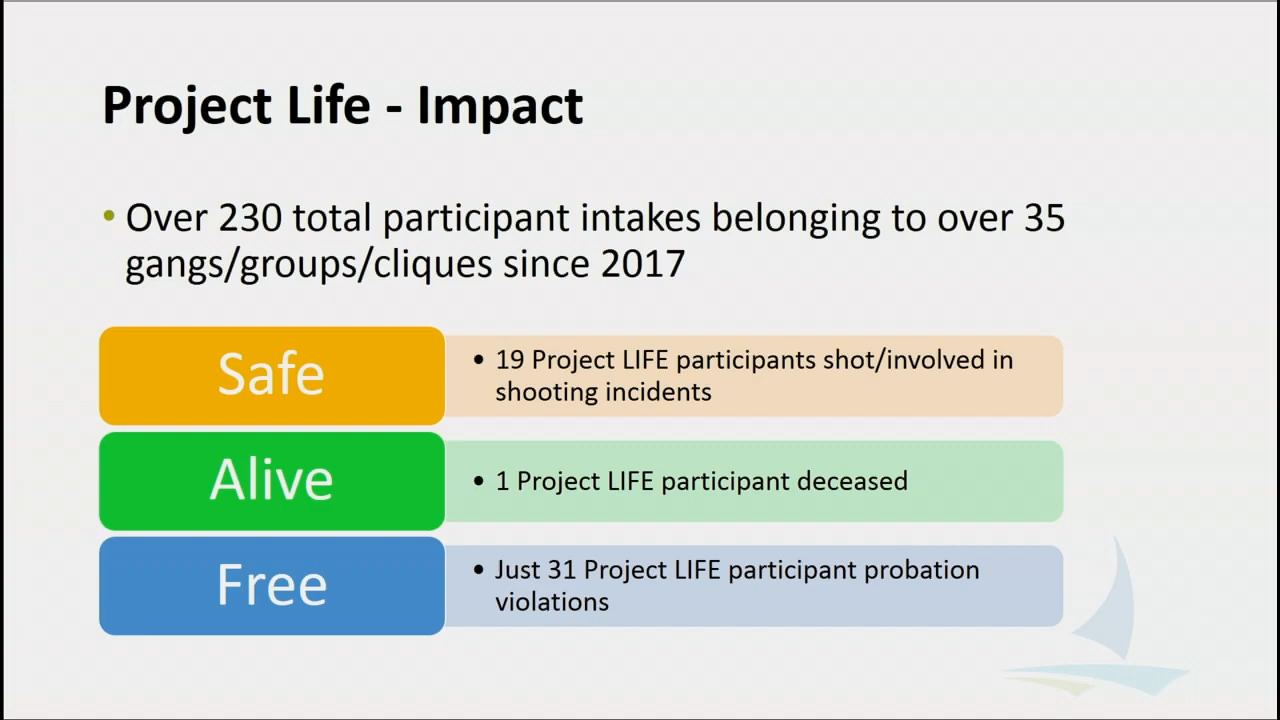 Project Life - Impact
• Over 230 total participant intakes belonging to over 35
gangs/groups/cliques since 2017
Safe
• 19 Project LIFE participants shot/involved in
shooting incidents
Alive
• 1 Project LIFE participant deceased
Free
• Just 31 Project LIFE participant probation
violations